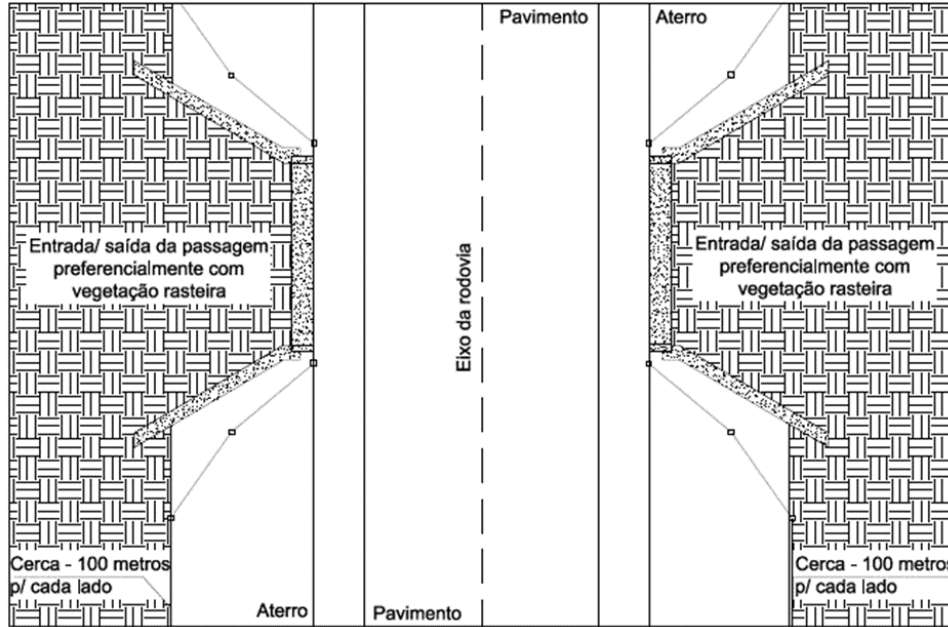 Pavimento
Aterro
Entrada/ saída da passagem
preferencialmente com
vegetação rasteira
Eixo da rodovia
Entrada/ saída da passagem
preferencialmente com
vegetação rasteira
Cerca - 100 metros
p/ cada lado
Cerca - 100 metros
p/ cada lado
Aterro
Pavimento